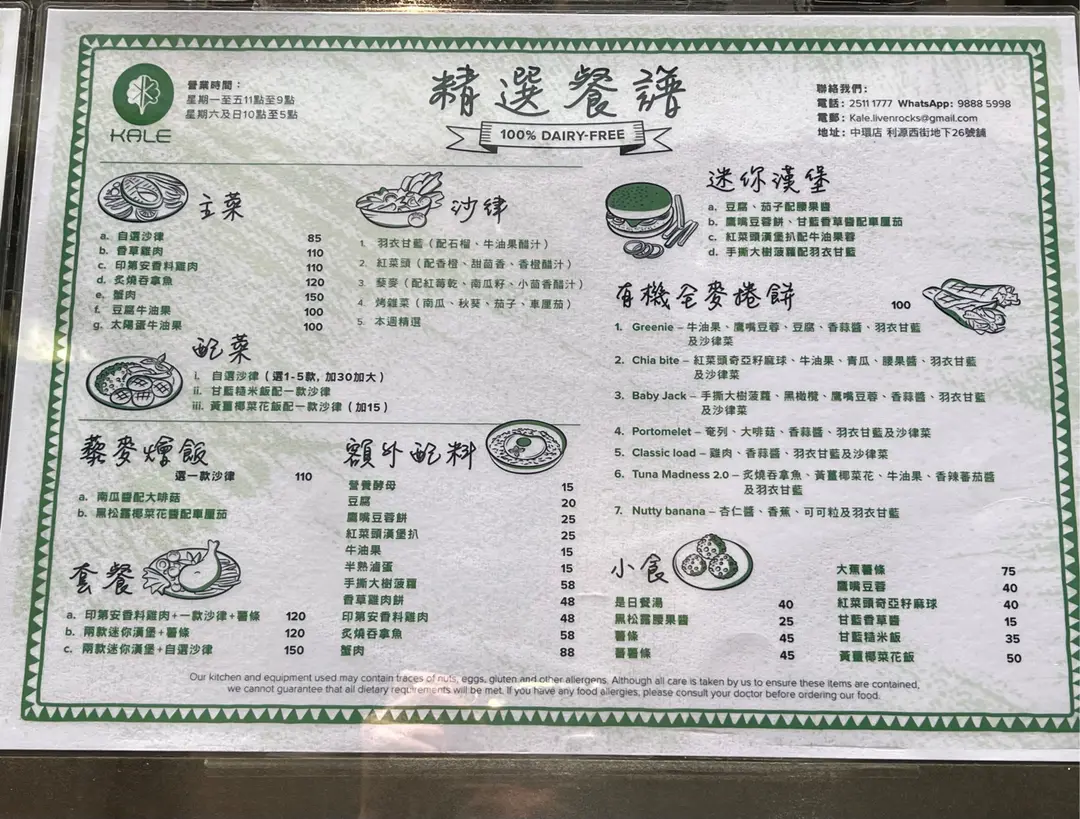 KALE
營業時間：
星期一至五11點至9點
星期六及日10點至5點
精選餐譜
100% DAIRY-FREE
聯絡我們：
電話： 2511 1777 WhatsApp: 9888 5998
電郵： Kale.livenrocks@gmail.com
地址： 中環店 利源西街地下26號舖
主菜
a. 自選沙律 85
b. 香草雞肉 110
c. 印第安香料雞肉 110
d. 炙燒吞拿魚 120
e. 蟹肉 150
f. 豆腐牛油果 100
g. 太陽蛋牛油果 100
沙律
1. 羽衣甘藍（配石榴、牛油果醋汁）
2. 紅菜頭（配香橙、甜茴香、香橙醋汁）
3. 藜麥（配紅莓乾、南瓜籽、小茴香醋汁）
4. 烤雜菜（南瓜、秋葵、茄子、車厘茄）
5. 本週精選
配菜
i. 自選沙律（選1-5款, 加30加大）
ii. 甘藍糙米飯配一款沙律
iii. 黃薑椰菜花飯配一款沙律（加15）
藜麥燴飯
選一款沙律 110
a. 南瓜醬配大啡菇
b. 黑松露椰菜花醬配車厘茄
套餐
a. 印第安香料雞肉+一款沙律+薯條 120
b. 兩款迷你漢堡+薯條 120
c. 兩款迷你漢堡+自選沙律 150
額外配料
營養酵母 15
豆腐 20
鷹嘴豆蓉餅 25
紅菜頭漢堡扒 25
牛油果 15
半熟滷蛋 15
手撕大樹菠蘿 58
香草雞肉餅 48
印第安香料雞肉 48
炙燒吞拿魚 58
蟹肉 88
迷你漢堡
a. 豆腐、茄子配腰果醬
b. 鷹嘴豆蓉餅、甘藍香草醬配車厘茄
c. 紅菜頭漢堡扒配牛油果蓉
d. 手撕大樹菠蘿配羽衣甘藍
有機全麥捲餅 100
1. Greenie – 牛油果、鷹嘴豆蓉、豆腐、香蒜醬、羽衣甘藍
及沙律菜
2. Chia bite – 紅菜頭奇亞籽麻球、牛油果、青瓜、腰果醬、羽衣甘藍
及沙律菜
3. Baby Jack – 手撕大樹菠蘿、黑橄欖、鷹嘴豆蓉、香蒜醬、羽衣甘藍
及沙律菜
4. Portomelet – 奄列、大啡菇、香蒜醬、羽衣甘藍及沙律菜
5. Classic load – 雞肉、香蒜醬、羽衣甘藍及沙律菜
6. Tuna Madness 2.0 – 炙燒吞拿魚、黃薑椰菜花、牛油果、香辣蕃茄醬
及羽衣甘藍
7. Nutty banana – 杏仁醬、香蕉、可可粒及羽衣甘藍
小食
是日餐湯 40
黑松露腰果醬 25
薯條 45
蕃薯條 45
大蕉薯條 75
鷹嘴豆蓉 40
紅菜頭奇亞籽麻球 40
甘藍香草醬 15
甘藍糙米飯 35
黃薑椰菜花飯 50
Our kitchen and equipment used may contain traces of nuts, eggs, gluten and other allergens. Although all care is taken by us to ensure these items are contained,
we cannot guarantee that all dietary requirements will be met. If you have any food allergies, please consult your doctor before ordering our food.